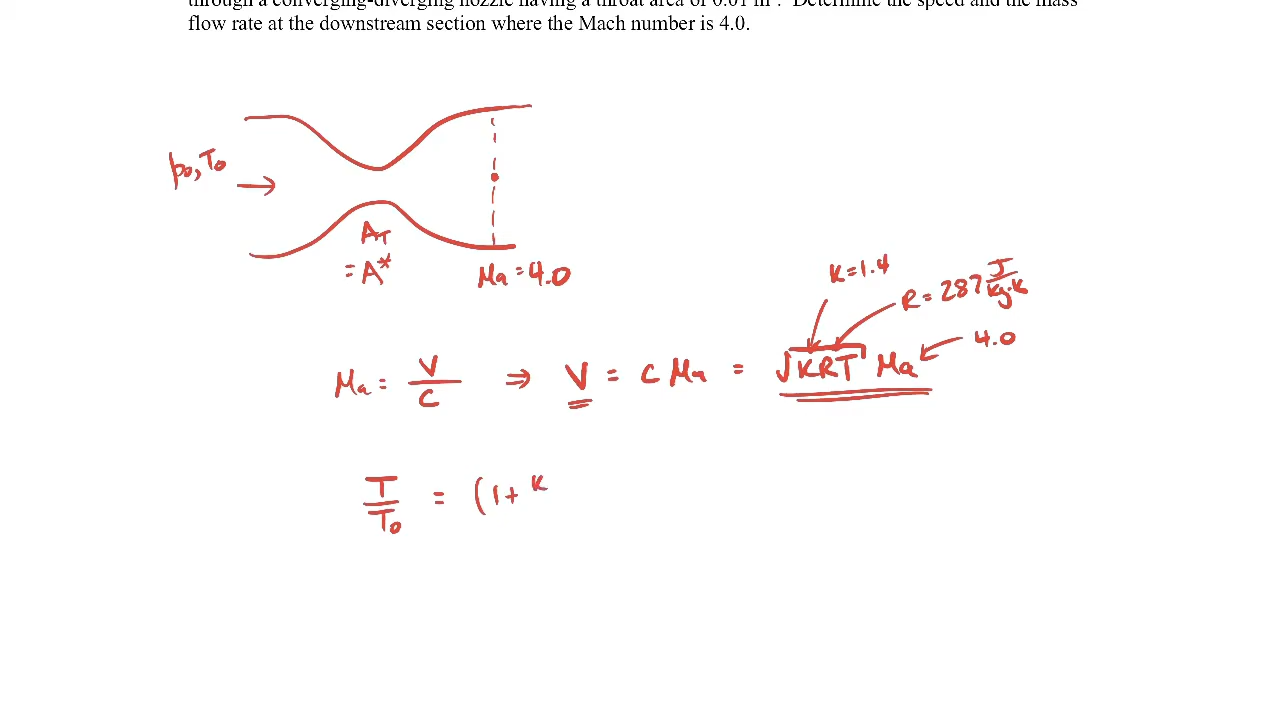 through a converging-diverging nozzle having a throat area of 0.01 m². Determine the speed and the mass
flow rate at the downstream section where the Mach number is 4.0.
p₀, T₀
A_T
= A*
Ma = 4.0
k = 1.4
R = 287 J/kg·K
4.0
Ma = V/c ⇒ V = c Ma = √kRT Ma
T/T₀ = (1 + k